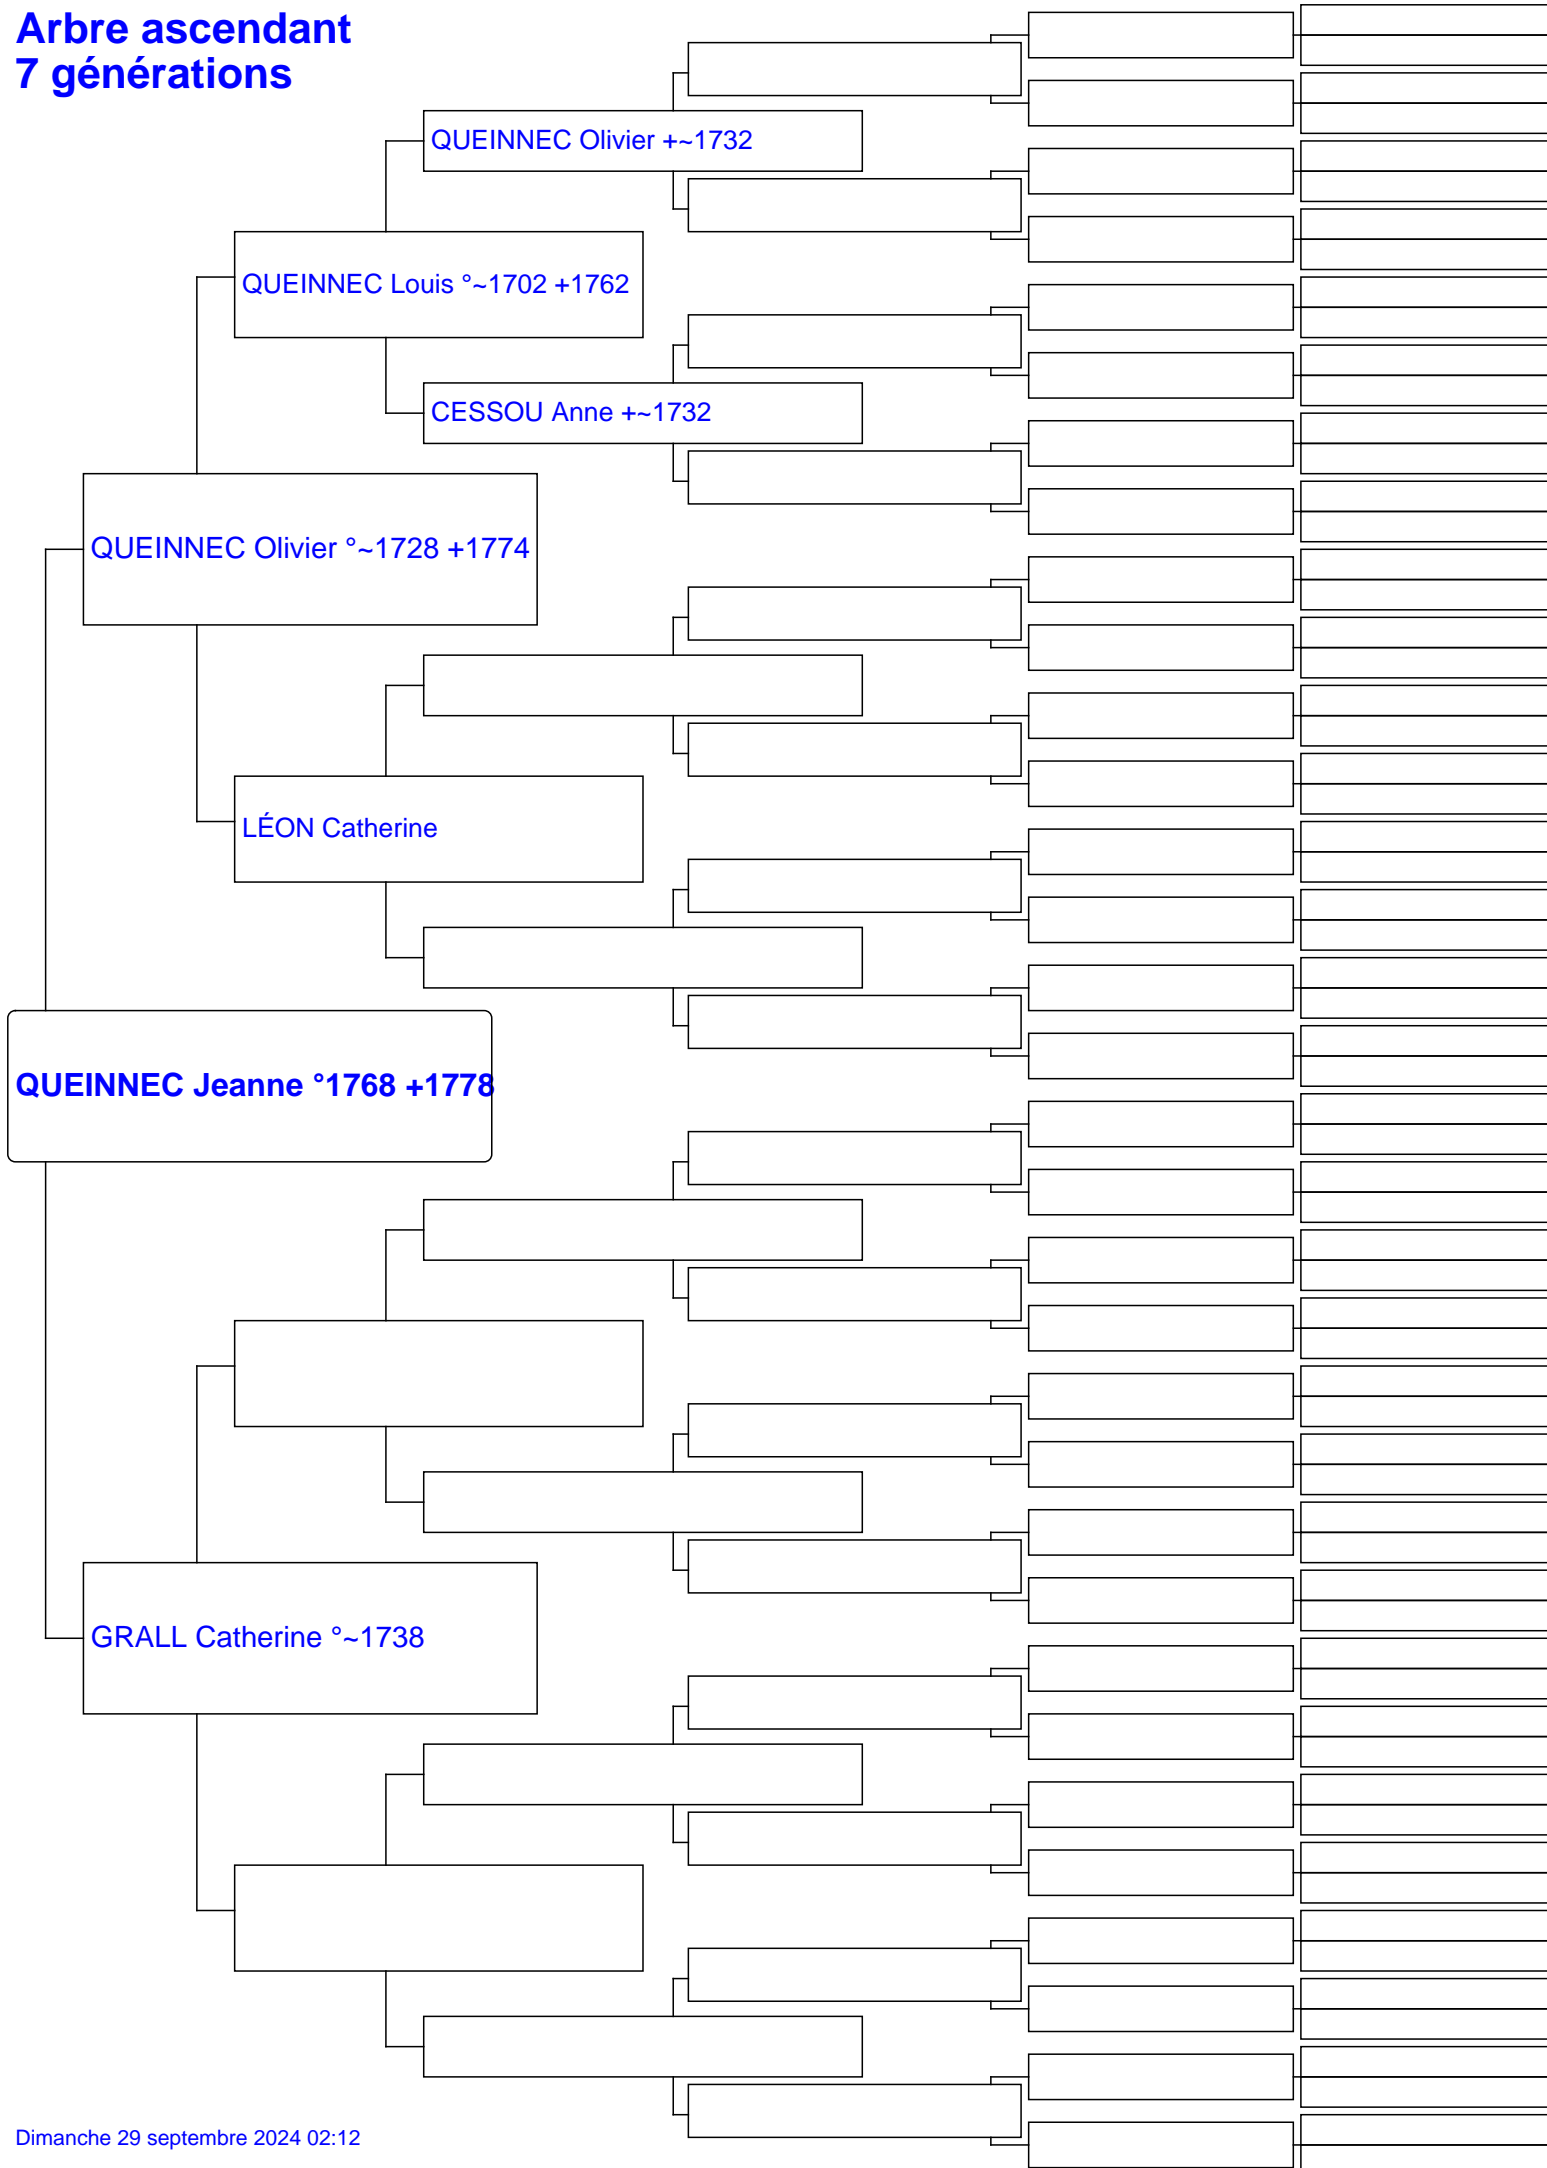 Arbre ascendant
7 générations
QUEINNEC Olivier +~1732
QUEINNEC Louis °~1702 +1762
CESSOU Anne +~1732
QUEINNEC Olivier °~1728 +1774
LÉON Catherine
QUEINNEC Jeanne °1768 +1778
GRALL Catherine °~1738
Dimanche 29 septembre 2024 02:12